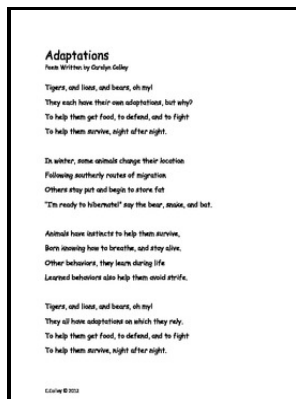 Adaptations
Poem Written by Carolyn Colley
Tigers, and lions, and bears, oh my!
They each have their own adaptations, but why?
To help them get food, to defend, and to fight
To help them survive, night after night.
In winter, some animals change their location
Following southerly routes of migration
Others stay put and begin to store fat
"I'm ready to hibernate!" say the bear, snake, and bat.
Animals have instincts to help them survive,
Born knowing how to breathe, and stay alive.
Other behaviors, they learn during life
Learned behaviors also help them avoid strife.
Tigers, and lions, and bears, oh my!
They all have adaptations on which they rely.
To help them get food, to defend, and to fight
To help them survive, night after night.
C.Colley © 2012